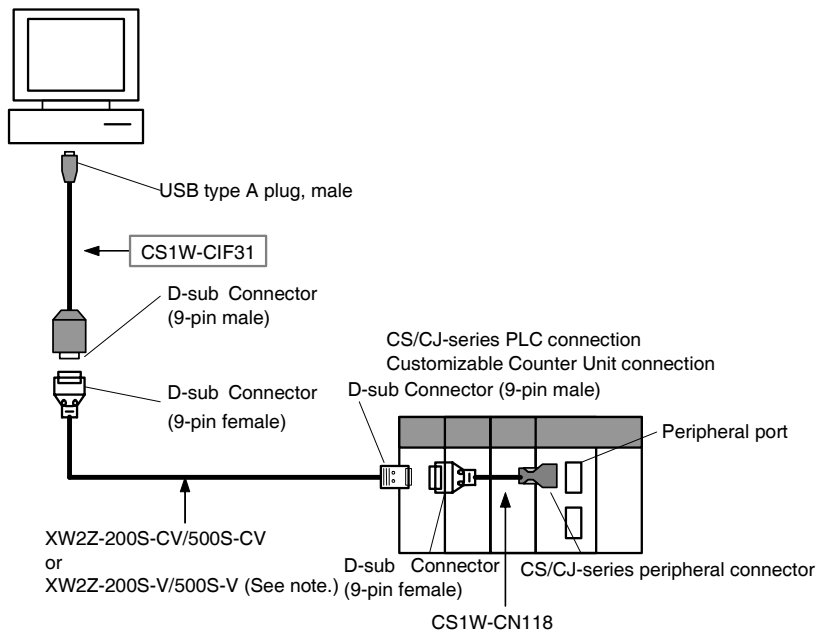 USB type A plug, male
CS1W-CIF31
D-sub Connector
(9-pin male)
CS/CJ-series PLC connection
Customizable Counter Unit connection
D-sub Connector (9-pin male)
D-sub Connector
(9-pin female)
Peripheral port
XW2Z-200S-CV/500S-CV
or
XW2Z-200S-V/500S-V (See note.)
D-sub Connector
(9-pin female)
CS/CJ-series peripheral connector
CS1W-CN118